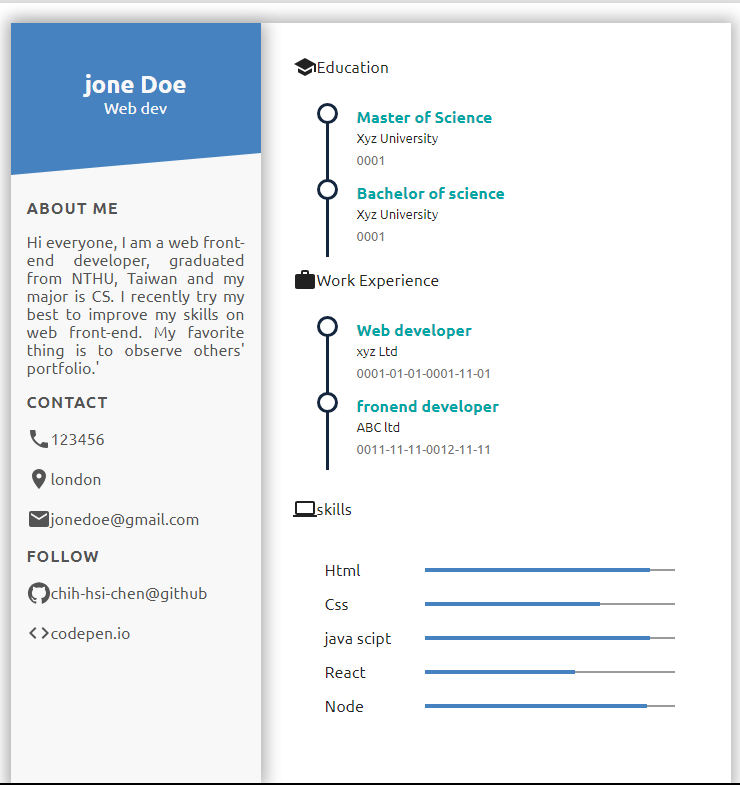 jone Doe
Web dev
ABOUT ME
Hi everyone, I am a web front-
end developer, graduated
from NTHU, Taiwan and my
major is CS. I recently try my
best to improve my skills on
web front-end. My favorite
thing is to observe others'
portfolio.'
CONTACT
123456
london
jonedoe@gmail.com
FOLLOW
chih-hsi-chen@github
codepen.io
Education
Master of Science
Xyz University
0001
Bachelor of science
Xyz University
0001
Work Experience
Web developer
xyz Ltd
0001-01-01-0001-11-01
fronend developer
ABC ltd
0011-11-11-0012-11-11
skills
Html
Css
java scipt
React
Node